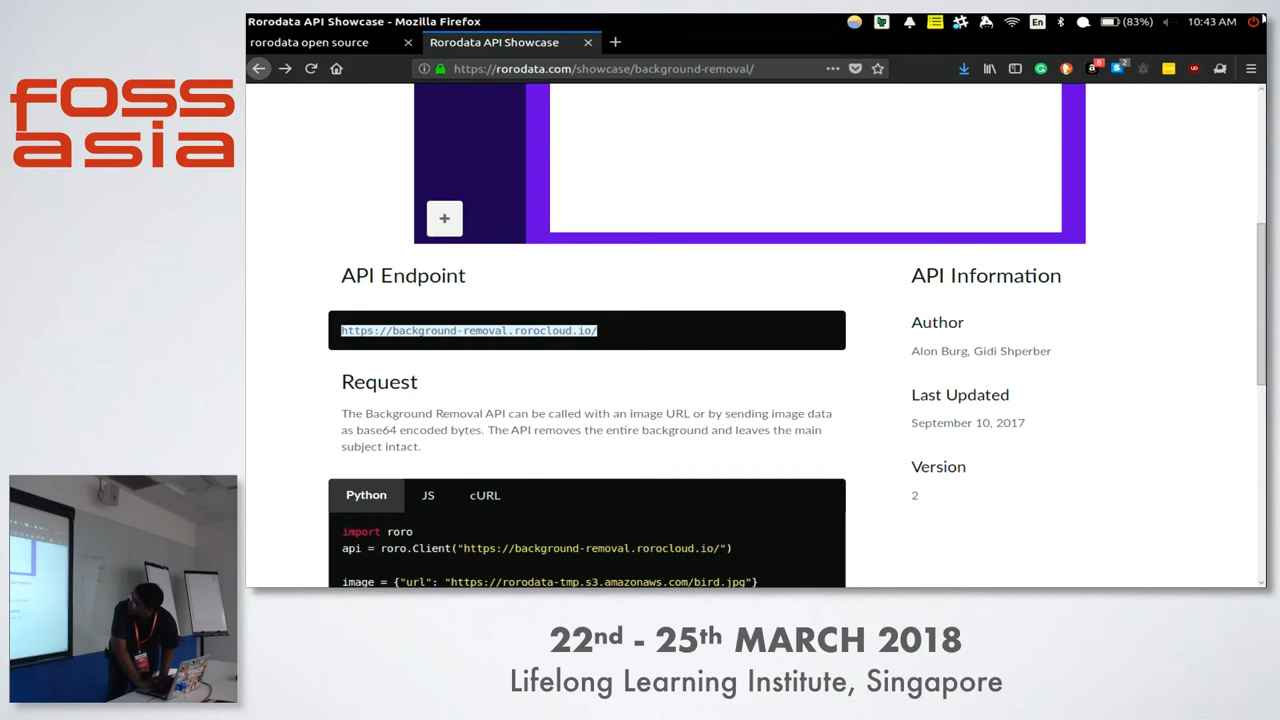 foss
asia
Rorodata API Showcase - Mozilla Firefox
En
(83%)
10:43 AM
rorodata open source
Rorodata API Showcase
https://rorodata.com/showcase/background-removal/
API Endpoint
https://background-removal.rorocloud.io/
Request
The Background Removal API can be called with an image URL or by sending image data
as base64 encoded bytes. The API removes the entire background and leaves the main
subject intact.
Python JS cURL
import roro
api = roro.Client("https://background-removal.rorocloud.io/")
image = {"url": "https://rorodata-tmp.s3.amazonaws.com/bird.jpg"}
API Information
Author
Alon Burg, Gidi Shperber
Last Updated
September 10, 2017
Version
2
22nd - 25th MARCH 2018
Lifelong Learning Institute, Singapore